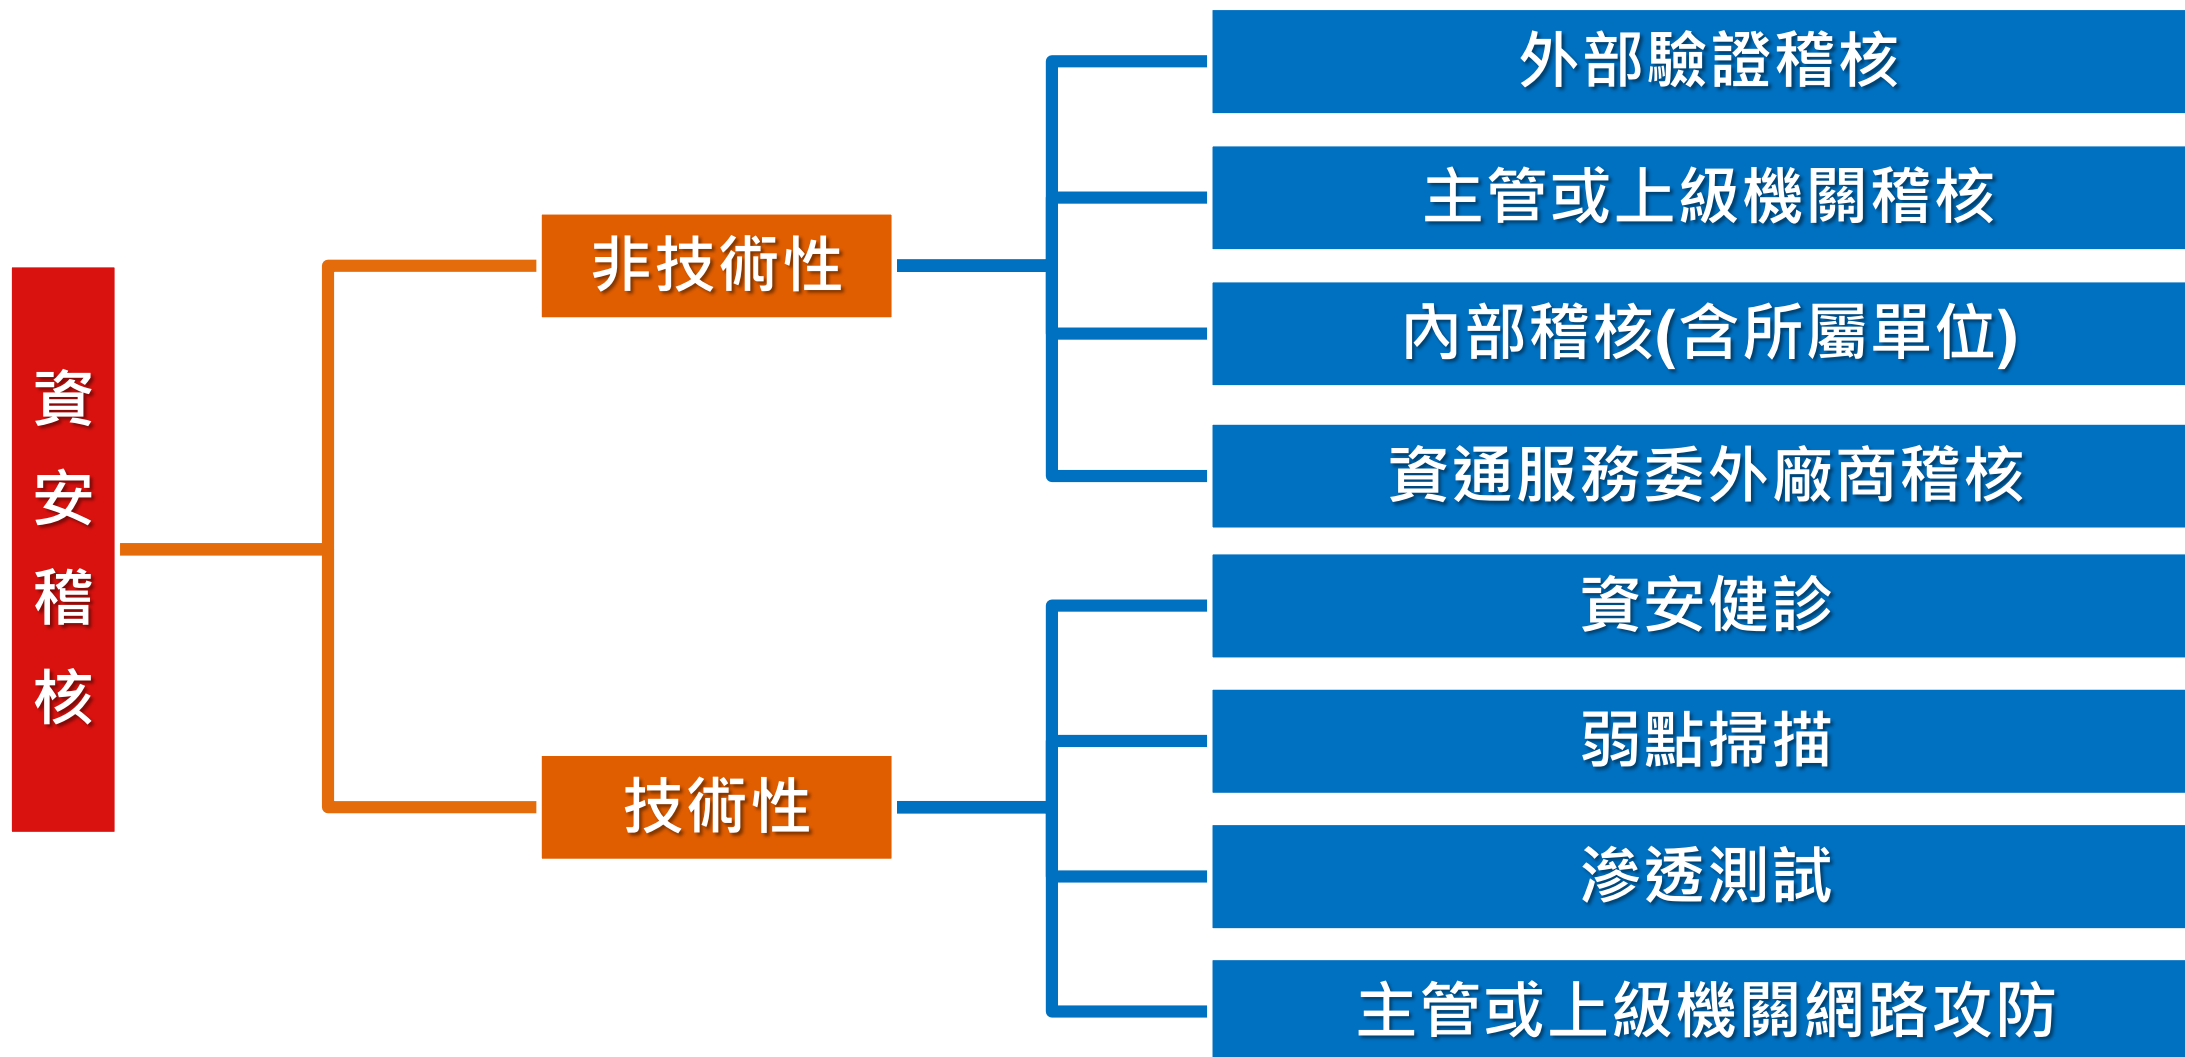 資安稽核
非技術性
外部驗證稽核
主管或上級機關稽核
內部稽核(含所屬單位)
資通服務委外廠商稽核
技術性
資安健診
弱點掃描
滲透測試
主管或上級機關網路攻防